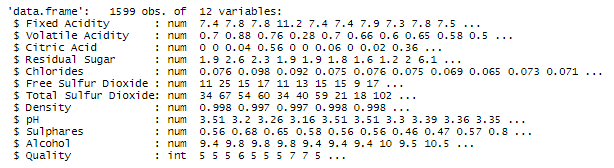 'data.frame':   1599 obs. of  12 variables:
 $ Fixed Acidity       : num  7.4 7.8 7.8 11.2 7.4 7.4 7.9 7.3 7.8 7.5 ...
 $ Volatile Acidity    : num  0.7 0.88 0.76 0.28 0.7 0.66 0.6 0.65 0.58 0.5 ...
 $ Citric Acid         : num  0 0 0.04 0.56 0 0 0.06 0 0.02 0.36 ...
 $ Residual Sugar      : num  1.9 2.6 2.3 1.9 1.9 1.8 1.6 1.2 2 6.1 ...
 $ Chlorides           : num  0.076 0.098 0.092 0.075 0.076 0.075 0.069 0.065 0.073 0.071 ...
 $ Free Sulfur Dioxide : num  11 25 15 17 11 13 15 15 9 17 ...
 $ Total Sulfur Dioxide: num  34 67 54 60 34 40 59 21 18 102 ...
 $ Density             : num  0.998 0.997 0.997 0.998 0.998 ...
 $ pH                  : num  3.51 3.2 3.26 3.16 3.51 3.51 3.3 3.39 3.36 3.35 ...
 $ Sulphares           : num  0.56 0.68 0.65 0.58 0.56 0.56 0.46 0.47 0.57 0.8 ...
 $ Alcohol             : num  9.4 9.8 9.8 9.8 9.4 9.4 9.4 10 9.5 10.5 ...
 $ Quality             : int  5 5 5 6 5 5 5 7 7 5 ...